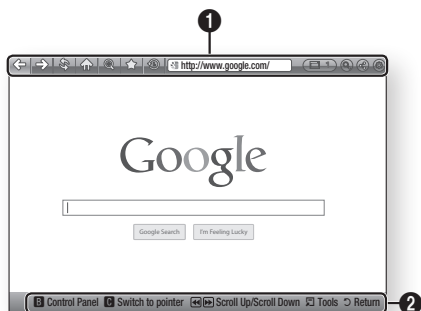 1
http://www.google.com/
1
Google
Google Search I'm Feeling Lucky
B Control Panel C Switch to pointer Scroll Up/Scroll Down Tools Return
2